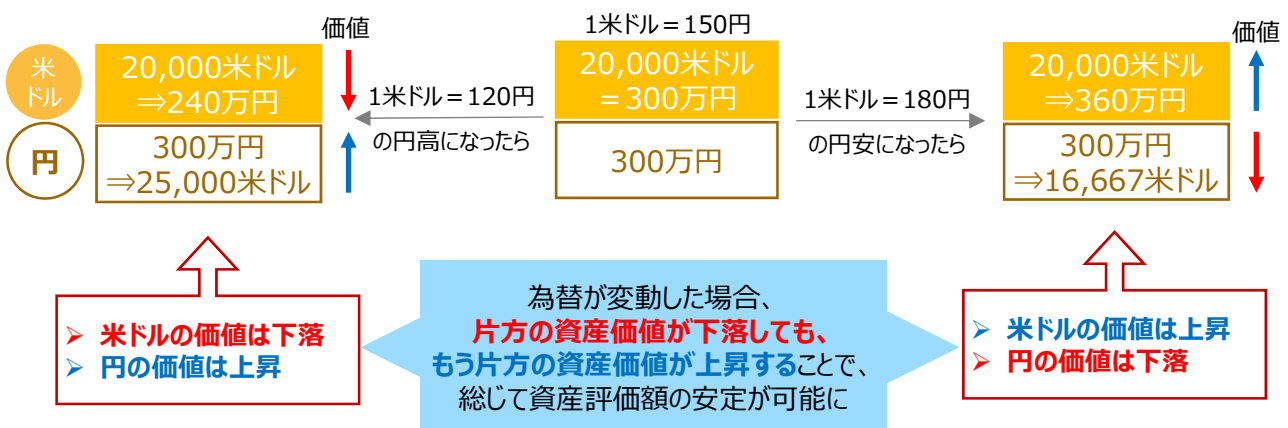 価値
1米ドル＝150円
価値
米
ドル
20,000米ドル
⇒240万円
1米ドル＝120円
の円高になったら
20,000米ドル
＝300万円
1米ドル＝180円
の円安になったら
20,000米ドル
⇒360万円
円
300万円
⇒25,000米ドル
300万円
300万円
⇒16,667米ドル
➢ 米ドルの価値は下落
➢ 円の価値は上昇
為替が変動した場合、
片方の資産価値が下落しても、
もう片方の資産価値が上昇することで、
総じて資産評価額の安定が可能に
➢ 米ドルの価値は上昇
➢ 円の価値は下落